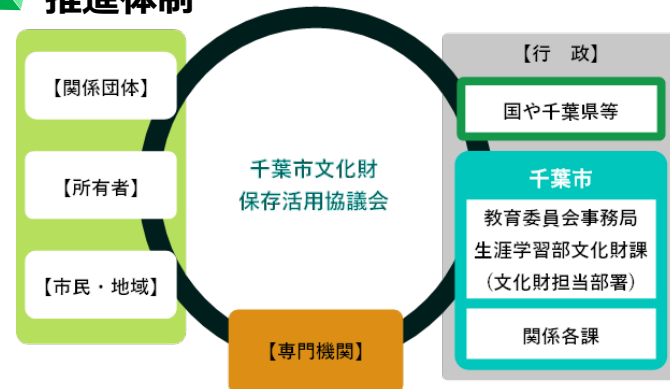 推進体制
【関係団体】
【所有者】
【市民・地域】
千葉市文化財
保存活用協議会
【専門機関】
【行　政】
国や千葉県等
千葉市
教育委員会事務局
生涯学習部文化財課
(文化財担当部署)
関係各課